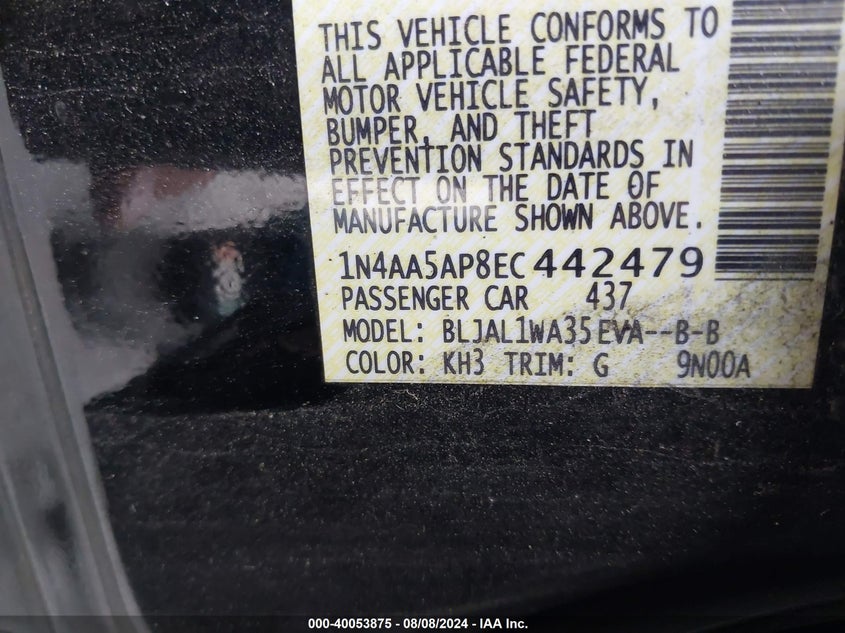 THIS VEHICLE CONFORMS TO
ALL APPLICABLE FEDERAL
MOTOR VEHICLE SAFETY,
BUMPER, AND THEFT
PREVENTION STANDARDS IN
EFFECT ON THE DATE OF
MANUFACTURE SHOWN ABOVE.
1N4AA5AP8EC442479
PASSENGER CAR 437
MODEL: BLJAL1WA35EVA--B-B
COLOR: KH3 TRIM: G 9N00A
000-40053875 - 08/08/2024 - IAA Inc.